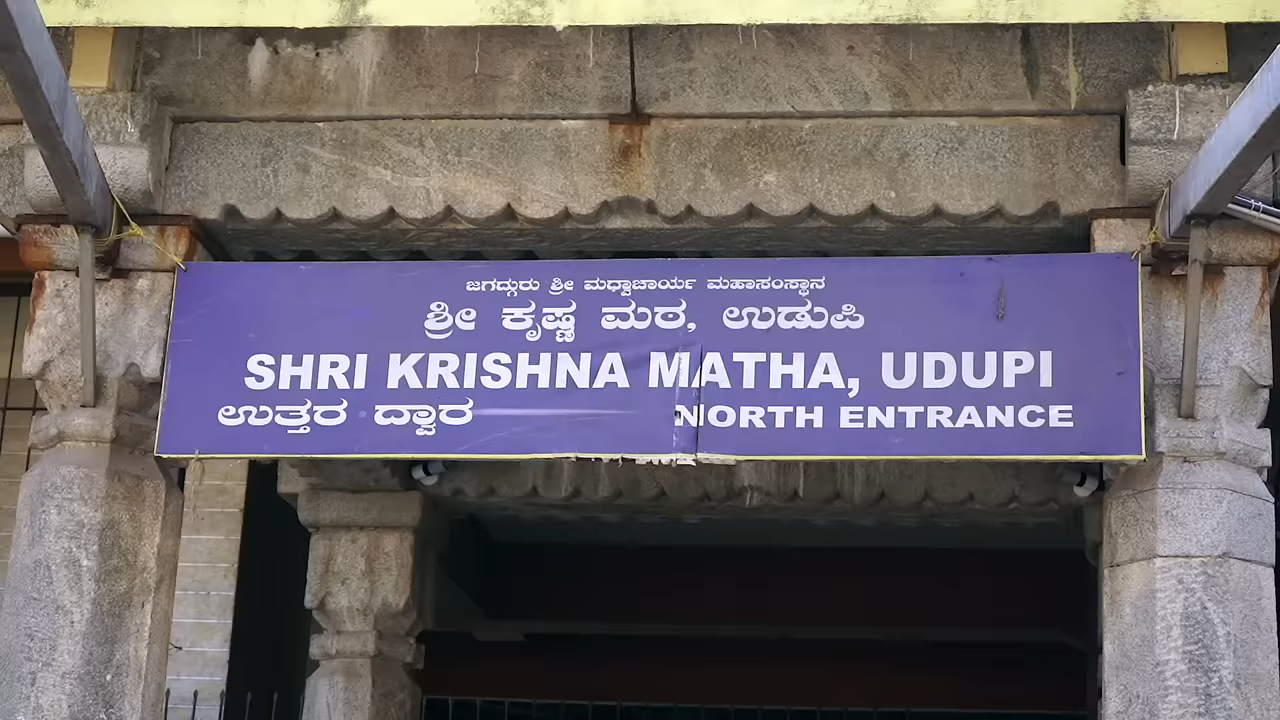 ಜಗದ್ಗುರು ಶ್ರೀ ಮಧ್ವಾಚಾರ್ಯ ಮಹಾಸಂಸ್ಥಾನ
ಶ್ರೀ ಕೃಷ್ಣ ಮಠ, ಉಡುಪಿ
SHRI KRISHNA MATHA, UDUPI
ಉತ್ತರ ದ್ವಾರ NORTH ENTRANCE